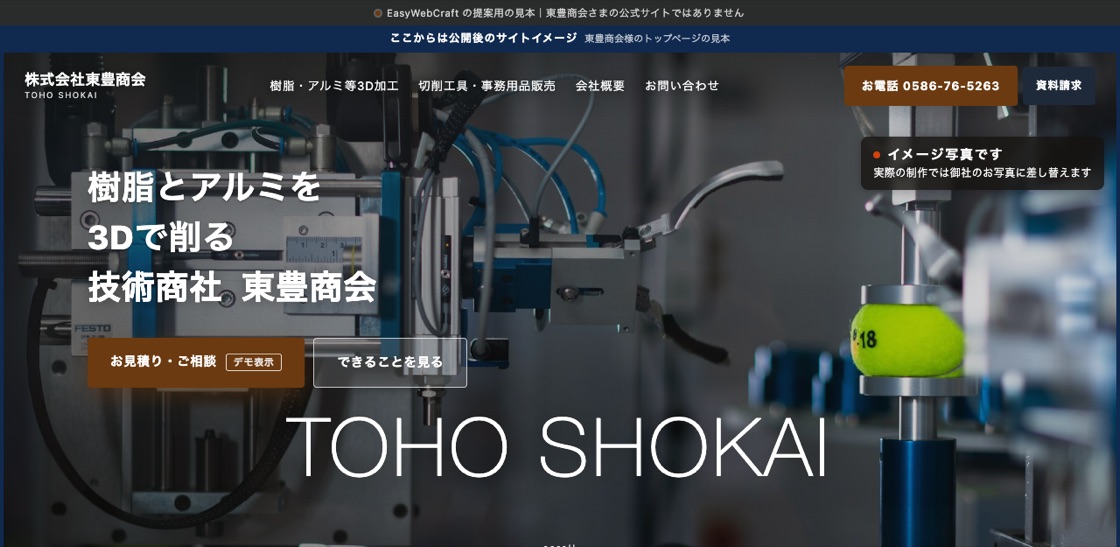 EasyWebCraft の提案用の見本｜東豊商会さまの公式サイトではありません
ここからは公開後のサイトイメージ 東豊商会様のトップページの見本
株式会社東豊商会
TOHO SHOKAI
樹脂・アルミ等3D加工 切削工具・事務用品販売 会社概要 お問い合わせ
お電話 0586-76-5263 資料請求
イメージ写真です
実際の制作では御社のお写真に差し替えます
樹脂とアルミを
3Dで削る
技術商社 東豊商会
FESTO
18
お見積り・ご相談 デモ表示 できることを見る
TOHO SHOKAI